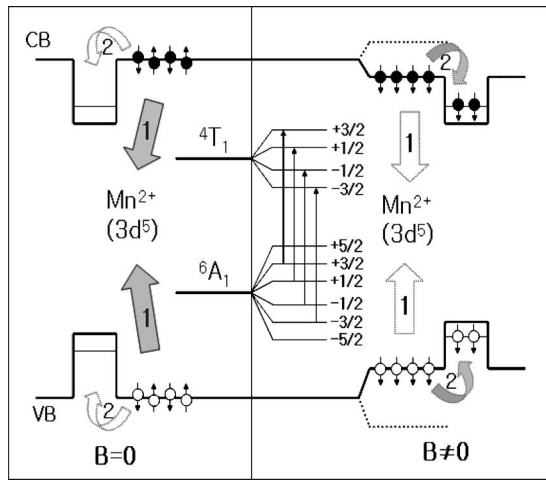 CB
2
2
1
⁴T₁
+3/2
+1/2
−1/2
−3/2
1
Mn²⁺
(3d⁵)
Mn²⁺
(3d⁵)
⁶A₁
+5/2
+3/2
+1/2
−1/2
−3/2
−5/2
1
1
VB
2
2
B=0
B≠0